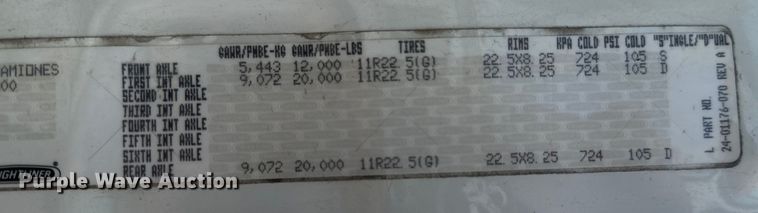 GAWR/PNBE-KG GAWR/PNBE-LBS TIRES RIMS KPA COLD PSI COLD "S"INGLE/"D"UAL
AMIONES FRONT AXLE 5,443 12,000 11R22.5(G) 22.5X8.25 724 105 S
00 FIRST INT AXLE 9,072 20,000 11R22.5(G) 22.5X8.25 724 105 D
SECOND INT AXLE
THIRD INT AXLE
FOURTH INT AXLE
FIFTH INT AXLE
SIXTH INT AXLE
REAR AXLE 9,072 20,000 11R22.5(G) 22.5X8.25 724 105 D
L PART NO.
24-01176-070 REV A
GHTLINER
Purple Wave Auction